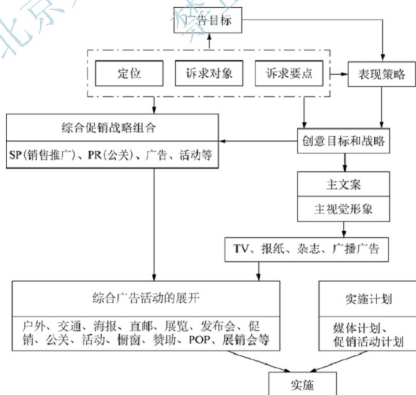 广告目标
定位
诉求对象
诉求要点
表现策略
综合促销战略组合
SP(销售推广)、PR(公关)、广告、活动等
创意目标和战略
主文案
主视觉形象
TV、报纸、杂志、广播广告
综合广告活动的展开
户外、交通、海报、直邮、展览、发布会、促
销、公关、活动、橱窗、赞助、POP、展销会等
实施计划
媒体计划、
促销活动计划
实施
北京